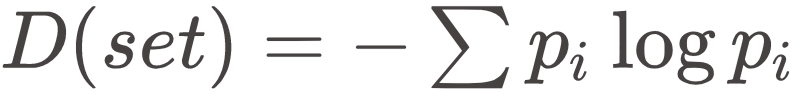 D(set) = − ∑ pᵢ log pᵢ